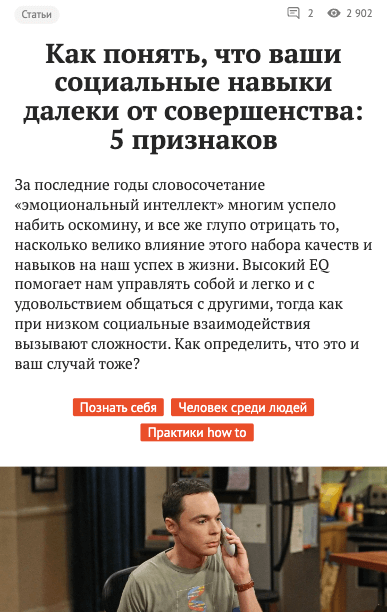 Статьи
2
2 902
Как понять, что ваши
социальные навыки
далеки от совершенства:
5 признаков
За последние годы словосочетание
«эмоциональный интеллект» многим успело
набить оскомину, и все же глупо отрицать то,
насколько велико влияние этого набора качеств и
навыков на наш успех в жизни. Высокий EQ
помогает нам управлять собой и легко и с
удовольствием общаться с другими, тогда как
при низком социальные взаимодействия
вызывают сложности. Как определить, что это и
ваш случай тоже?
Познать себя
Человек среди людей
Практики how to